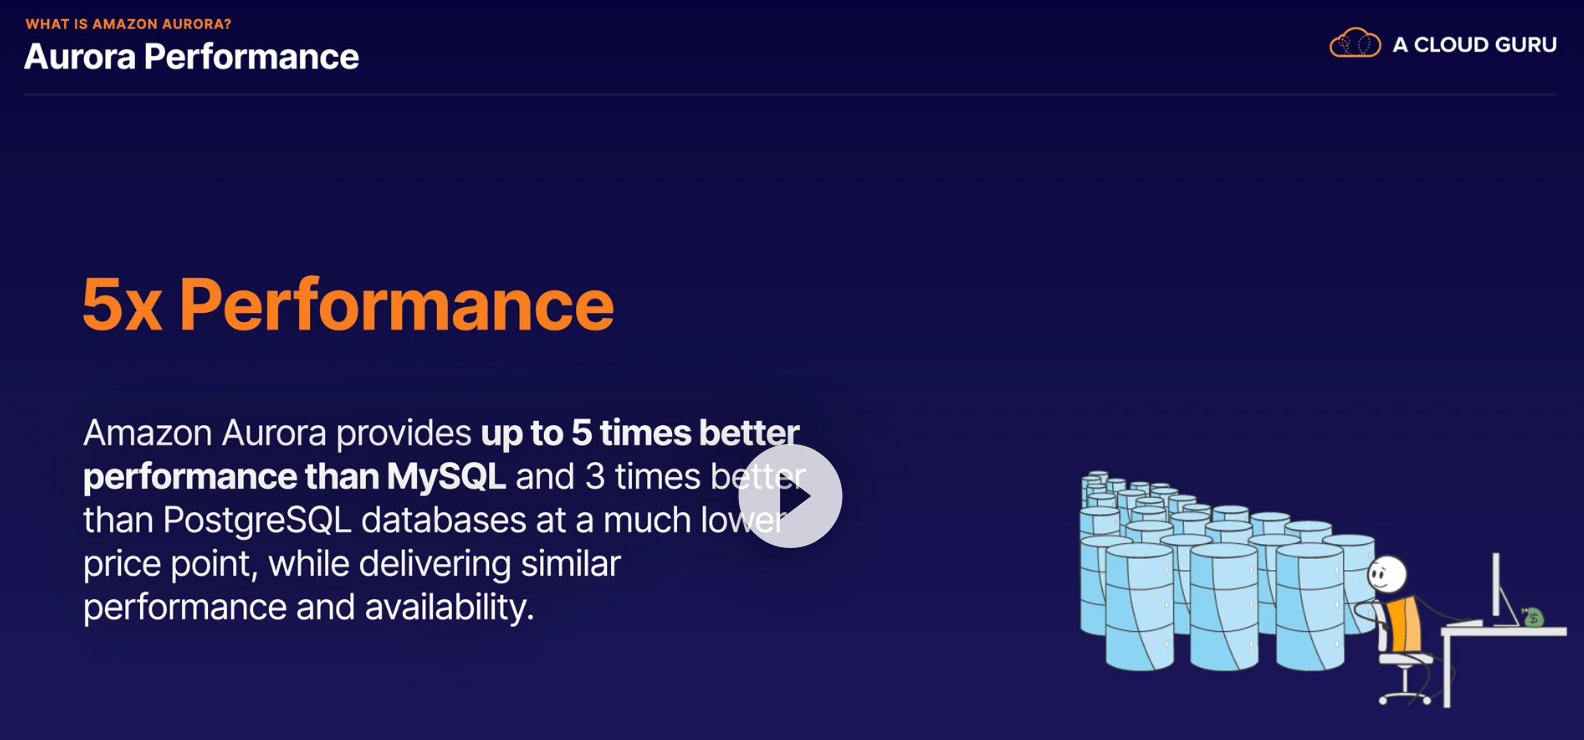 WHAT IS AMAZON AURORA?
Aurora Performance
A CLOUD GURU
5x Performance
Amazon Aurora provides up to 5 times better
performance than MySQL and 3 times better
than PostgreSQL databases at a much lower
price point, while delivering similar
performance and availability.
$